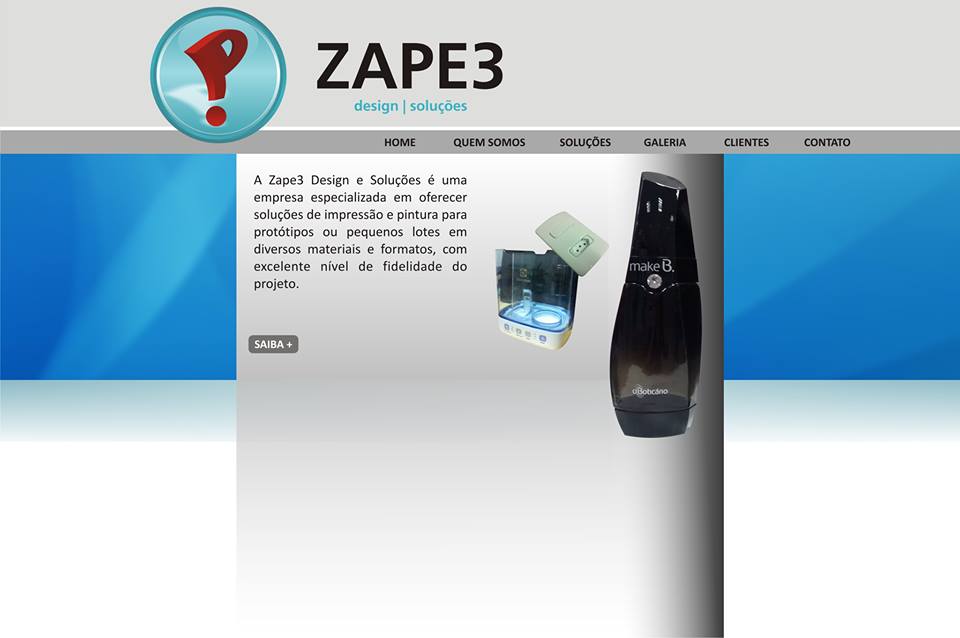 ZAPE3
design | soluções
HOME QUEM SOMOS SOLUÇÕES GALERIA CLIENTES CONTATO
A Zape3 Design e Soluções é uma
empresa especializada em oferecer
soluções de impressão e pintura para
protótipos ou pequenos lotes em
diversos materiais e formatos, com
excelente nível de fidelidade do
projeto.
SAIBA +
make B.
oBoticário